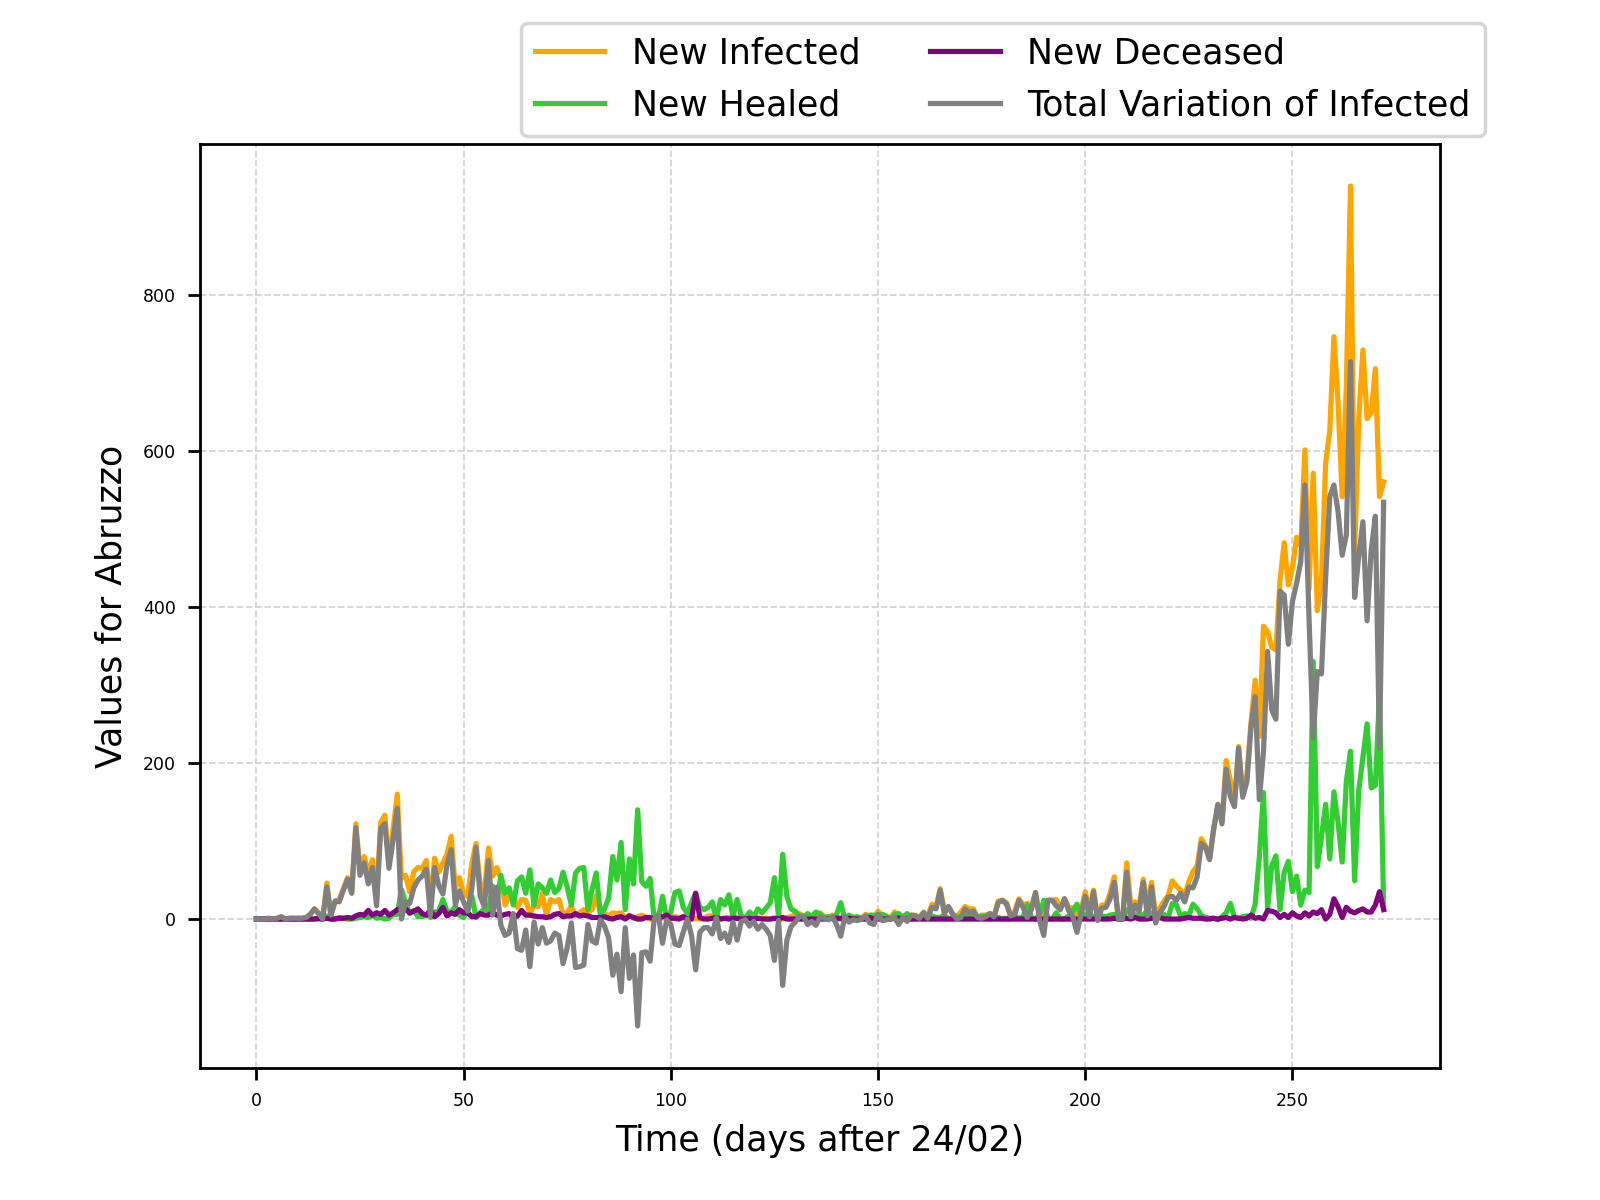 New Infected
New Healed
New Deceased
Total Variation of Infected
800
600
400
200
0
Values for Abruzzo
0 50 100 150 200 250
Time (days after 24/02)